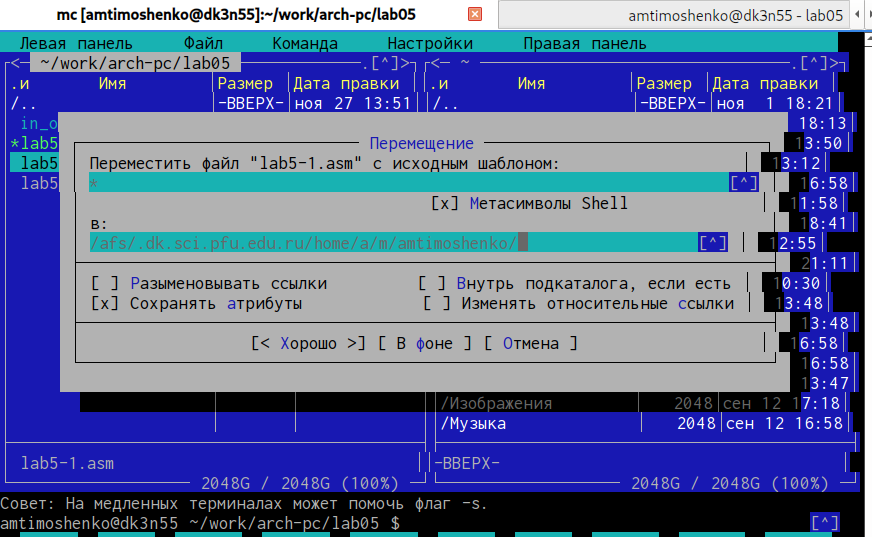 mc [amtimoshenko@dk3n55]:~/work/arch-pc/lab05
amtimoshenko@dk3n55 - lab05
Левая панель Файл Команда Настройки Правая панель
~/work/arch-pc/lab05 .[^]> <- ~ .[^]>
.и Имя Размер Дата правки .и Имя Размер Дата правки
/.. -ВВЕРХ- ноя 27 13:51 /.. -ВВЕРХ- ноя 1 18:21
in_o 18:13
*lab5 Перемещение 13:50
lab5 Переместить файл "lab5-1.asm" с исходным шаблоном: 13:12
lab5 * [^] 16:58
[x] Метасимволы Shell 11:58
в: 18:41
/afs/.dk.sci.pfu.edu.ru/home/a/m/amtimoshenko/ [^] 12:55
21:11
[ ] Разыменовывать ссылки [ ] Внутрь подкаталога, если есть 10:30
[x] Сохранять атрибуты [ ] Изменять относительные ссылки 13:48
13:48
[< Хорошо >] [ В фоне ] [ Отмена ] 16:58
16:58
13:47
/Изображения 2048 сен 12 17:18
/Музыка 2048 сен 12 16:58
lab5-1.asm -ВВЕРХ-
2048G / 2048G (100%) 2048G / 2048G (100%)
Совет: На медленных терминалах может помочь флаг -s.
amtimoshenko@dk3n55 ~/work/arch-pc/lab05 $ [^]